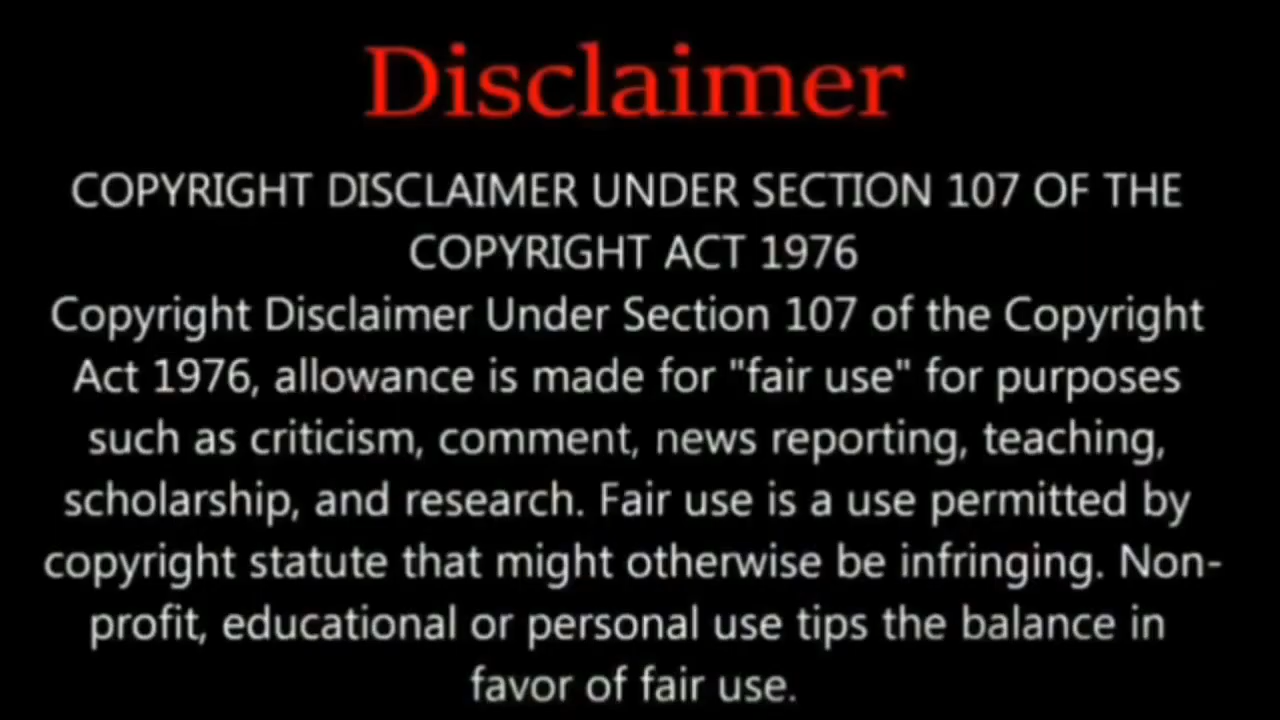 Disclaimer
COPYRIGHT DISCLAIMER UNDER SECTION 107 OF THE
COPYRIGHT ACT 1976
Copyright Disclaimer Under Section 107 of the Copyright
Act 1976, allowance is made for "fair use" for purposes
such as criticism, comment, news reporting, teaching,
scholarship, and research. Fair use is a use permitted by
copyright statute that might otherwise be infringing. Non-
profit, educational or personal use tips the balance in
favor of fair use.